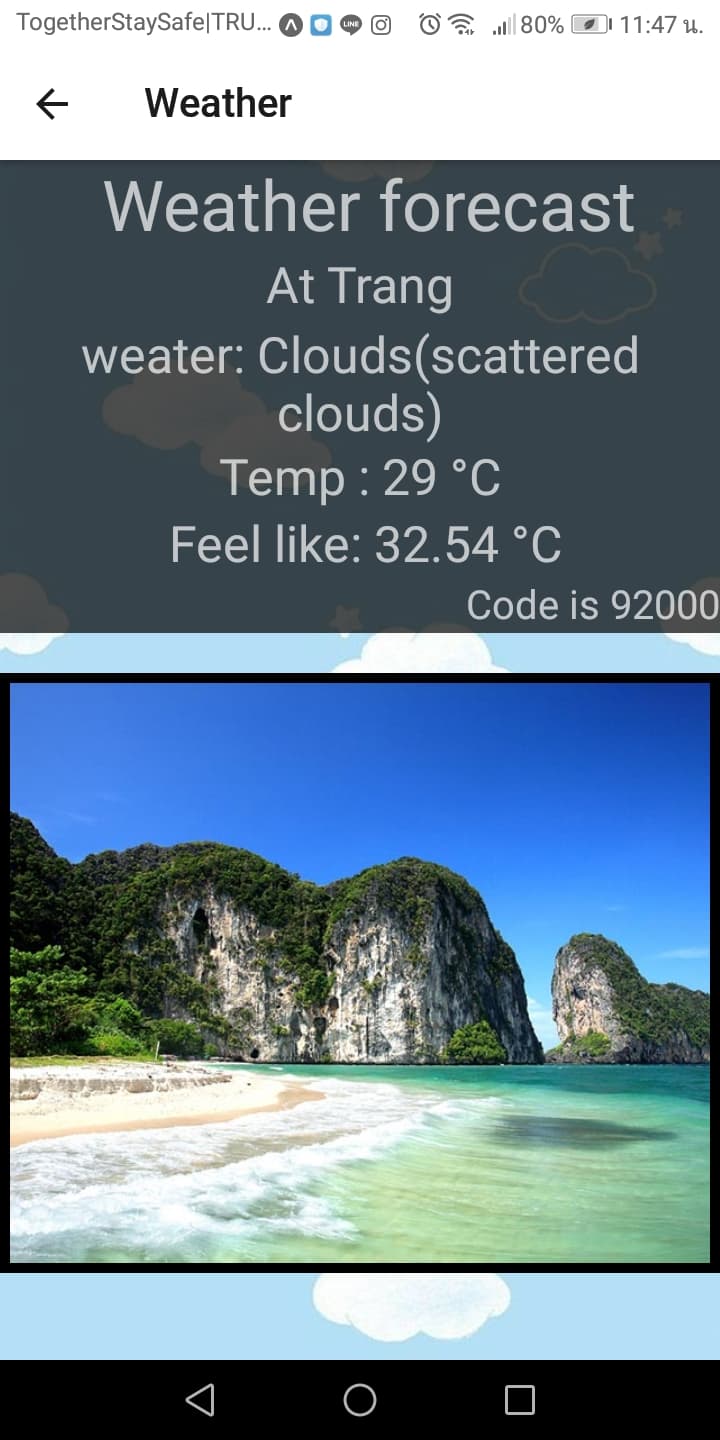 TogetherStaySafe|TRU... LINE 80% 11:47 น.
Weather
Weather forecast
At Trang
weater: Clouds(scattered
clouds)
Temp : 29 °C
Feel like: 32.54 °C
Code is 92000